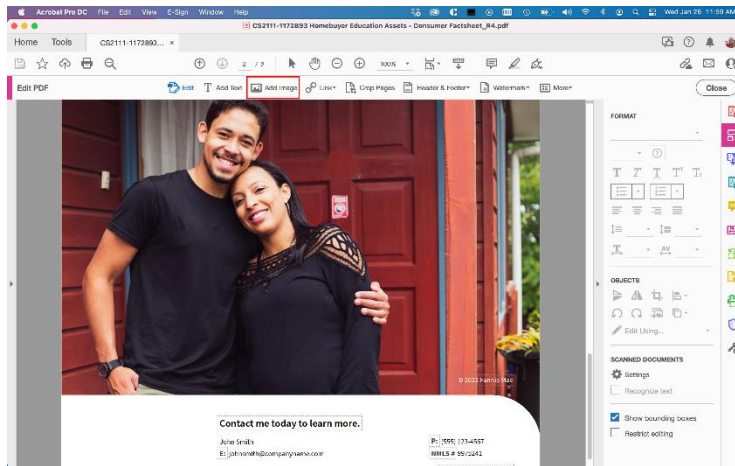 Acrobat Pro DC File Edit View E-Sign Window Help
Wed Jan 26 11:59 AM
CS2111-1172893 Homebuyer Education Assets - Consumer Factsheet_R4.pdf
Home Tools CS2111-1172893... ×
2 / 2 100%
Edit PDF Edit Add Text Add Image Link Crop Pages Header & Footer Watermark More Close
FORMAT
OBJECTS
Edit Using...
SCANNED DOCUMENTS
Settings
Recognize text
Show bounding boxes
Restrict editing
© 2022 Fannie Mae
Contact me today to learn more.
John Smith
E: johnsmith@companyname.com
P: (555) 123-4567
NMLS # 9975241